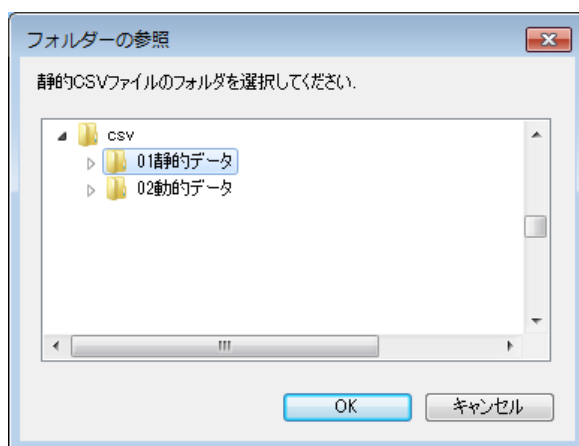 フォルダーの参照
静的CSVファイルのフォルダを選択してください.
csv
01静的データ
02動的データ
OK
キャンセル